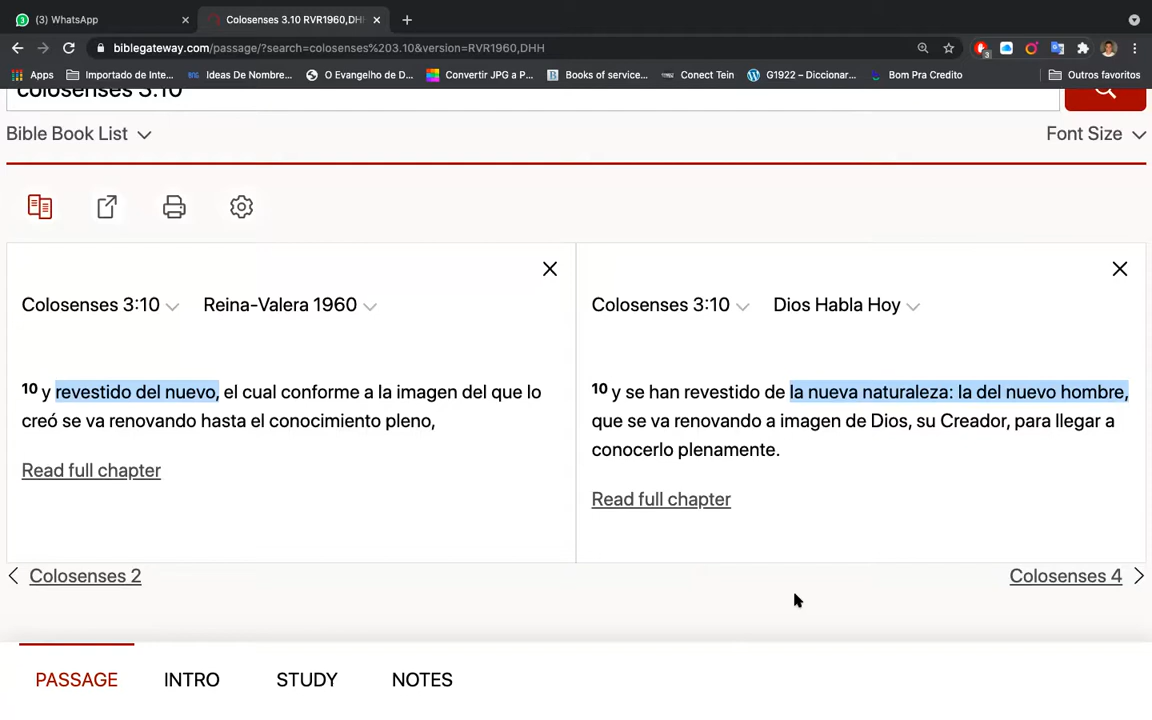 (3) WhatsApp
Colosenses 3.10 RVR1960,DH
biblegateway.com/passage/?search=colosenses%203.10&version=RVR1960,DHH
Apps Importado de Inte... Ideas De Nombre... O Evangelho de D... Convertir JPG a P... Books of service... Conect Tein G1922 – Diccionar... Bom Pra Credito Outros favoritos
colosenses 3:10
Bible Book List Font Size
Colosenses 3:10 Reina-Valera 1960
10 y revestido del nuevo, el cual conforme a la imagen del que lo
creó se va renovando hasta el conocimiento pleno,
Read full chapter
Colosenses 3:10 Dios Habla Hoy
10 y se han revestido de la nueva naturaleza: la del nuevo hombre,
que se va renovando a imagen de Dios, su Creador, para llegar a
conocerlo plenamente.
Read full chapter
Colosenses 2 Colosenses 4
PASSAGE INTRO STUDY NOTES